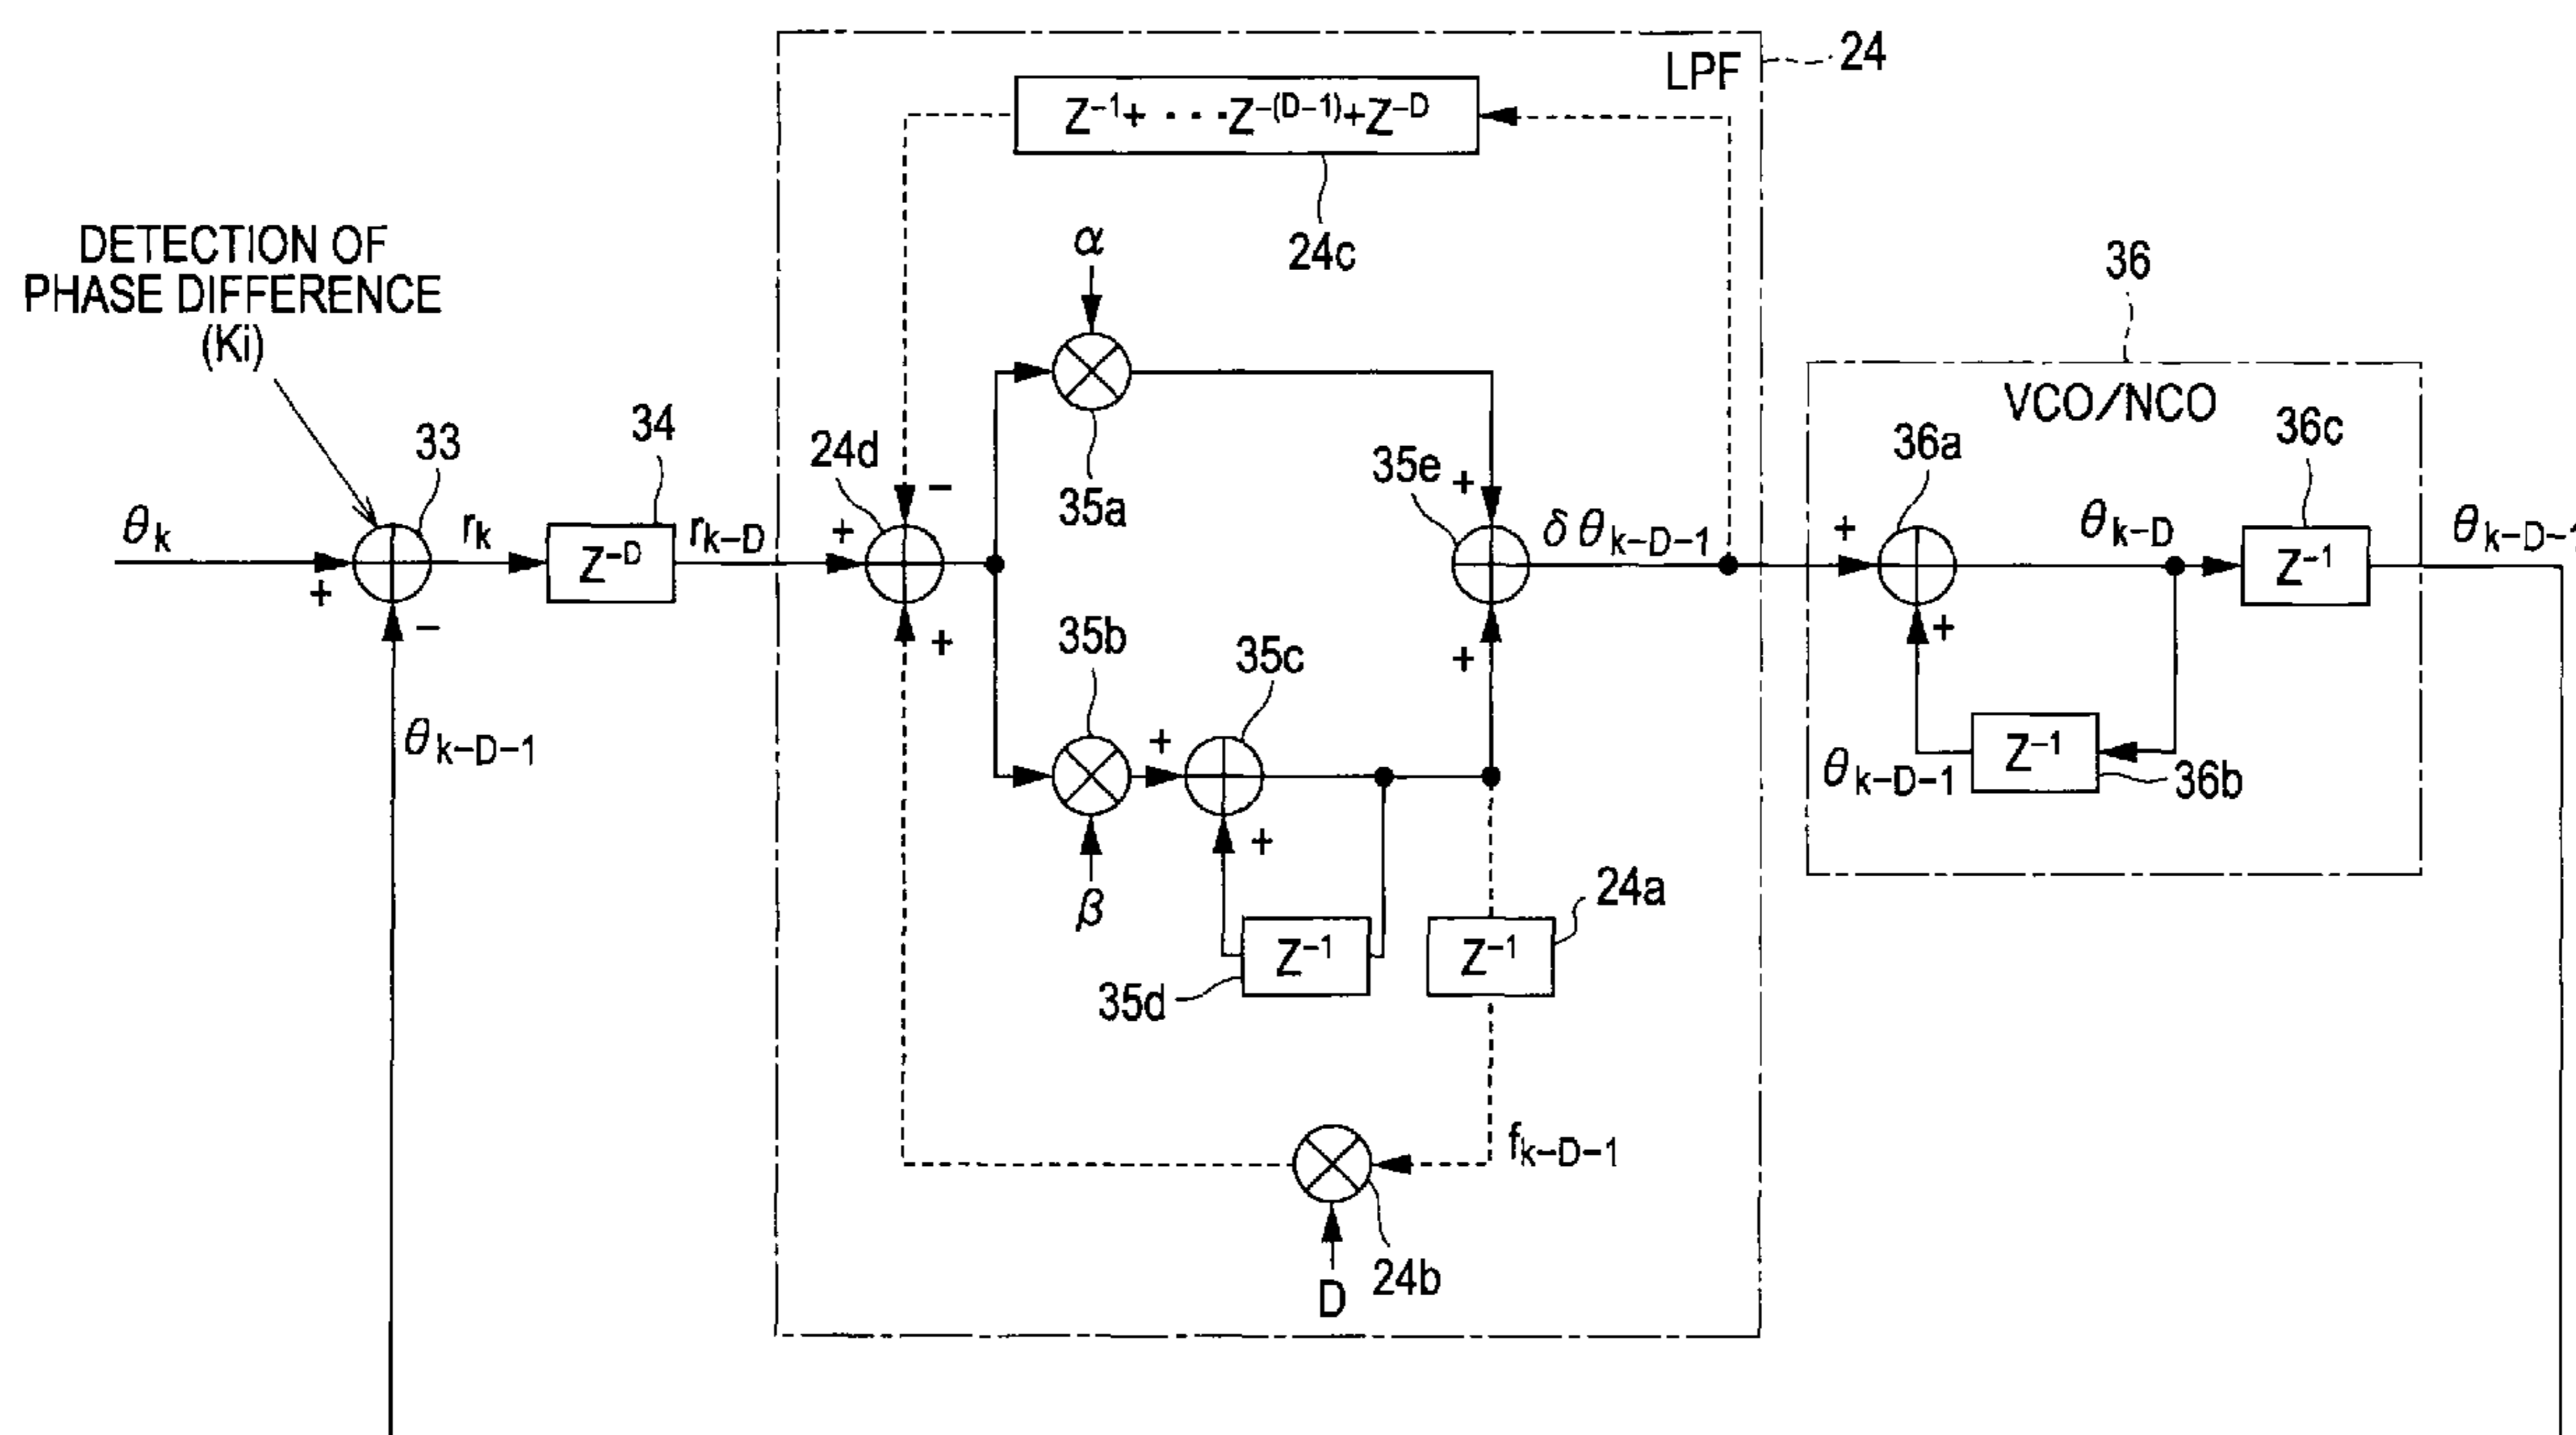 LPF
24
Z⁻¹+ ···Z⁻⁽ᴰ⁻¹⁾+Z⁻ᴰ
24c
DETECTION OF
PHASE DIFFERENCE
(Ki)
α
36
VCO/NCO
33
34
24d
35a
35e
36a
36c
θk
+
rk
Z⁻ᴰ
rk-D
+
-
+
δθk-D-1
+
θk-D
Z⁻¹
θk-D-1
-
+
35b
35c
+
+
θk-D-1
+
Z⁻¹
36b
θk-D-1
+
β
Z⁻¹
35d
Z⁻¹
24a
fk-D-1
24b
D